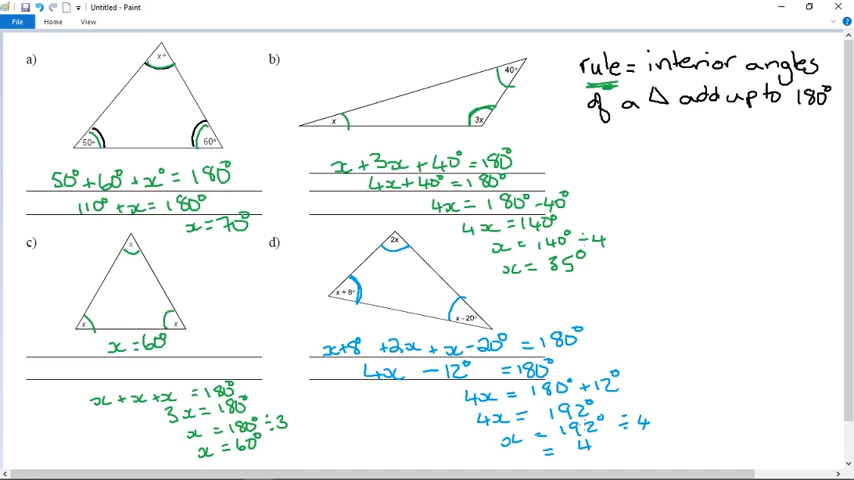 Untitled - Paint
File Home View
a)
x°
50° 60°
50° + 60° + x° = 180°
110° + x = 180°
x = 70°
b)
40°
x 3x
x + 3x + 40° = 180°
4x + 40° = 180°
4x = 180° - 40°
4x = 140°
x = 140° ÷ 4
x = 35°
rule = interior angles
of a △ add up to 180°
c)
x
x x
x = 60°
x + x + x = 180°
3x = 180°
x = 180° ÷ 3
x = 60°
d)
2x
x + 8°
x - 20°
x + 8° + 2x + x - 20° = 180°
4x - 12° = 180°
4x = 180° + 12°
4x = 192°
x = 192° ÷ 4
= 4